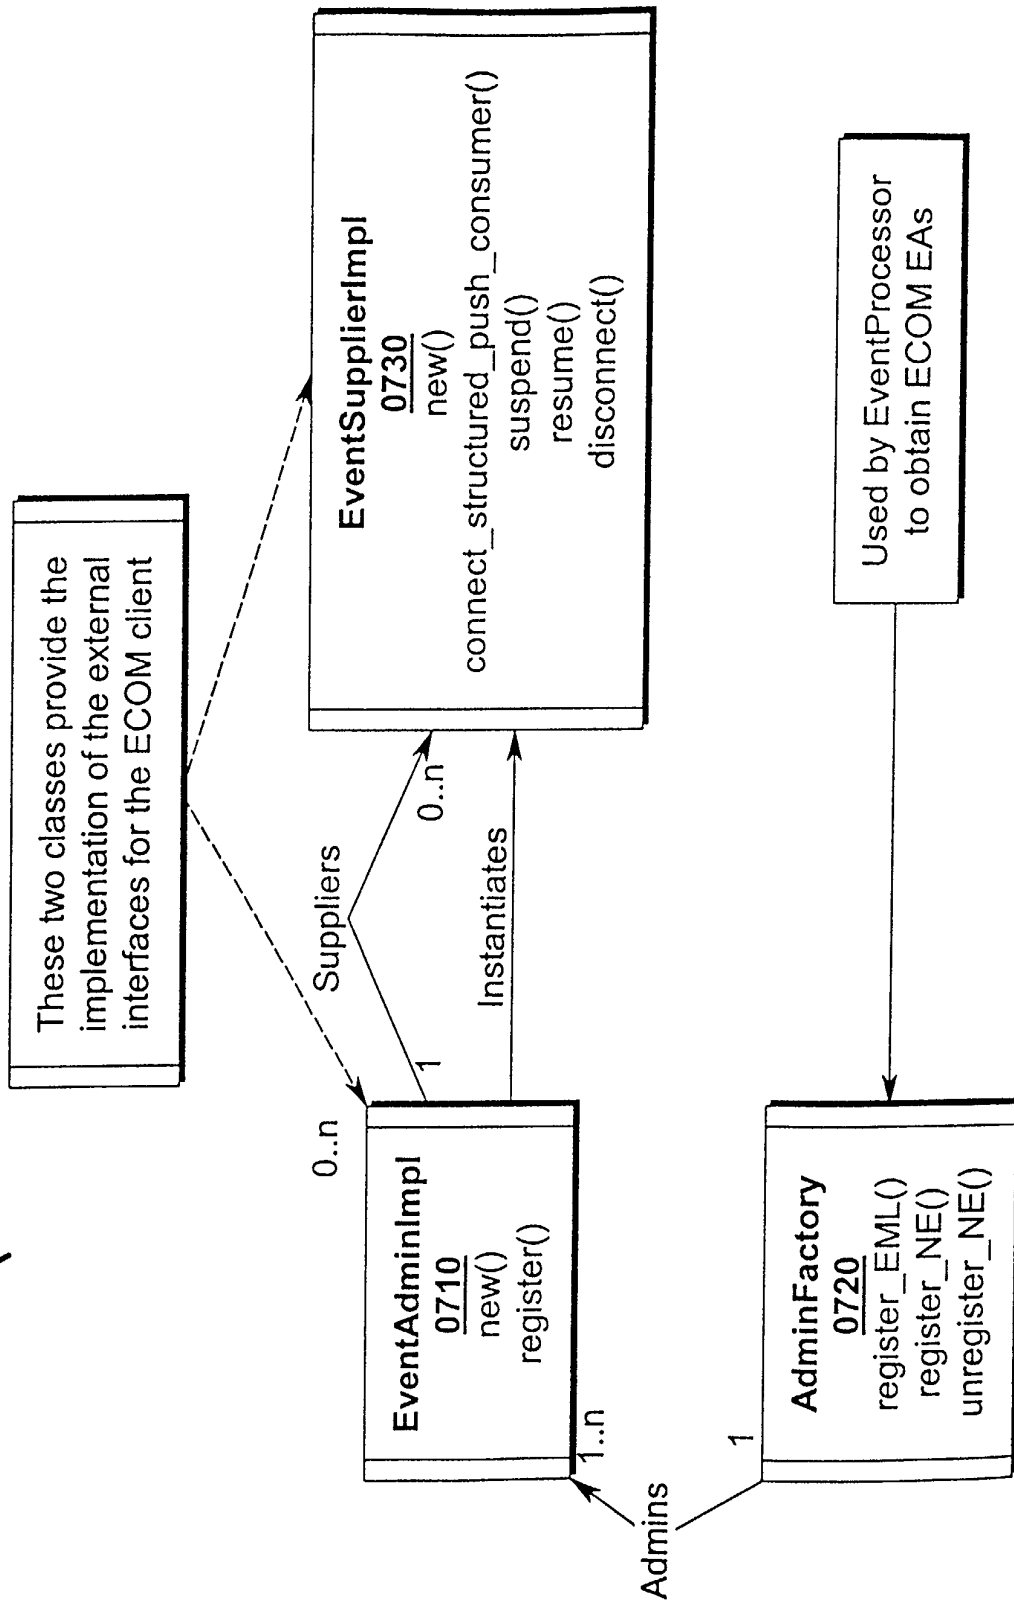 These two classes provide the
implementation of the external
interfaces for the ECOM client
0..n
EventAdminImpl
0710
new()
register()
1..n
1
Suppliers
0..n
Instantiates
EventSupplierImpl
0730
new()
connect_structured_push_consumer()
suspend()
resume()
disconnect()
Admins
1
AdminFactory
0720
register_EML()
register_NE()
unregister_NE()
Used by EventProcessor
to obtain ECOM EAs